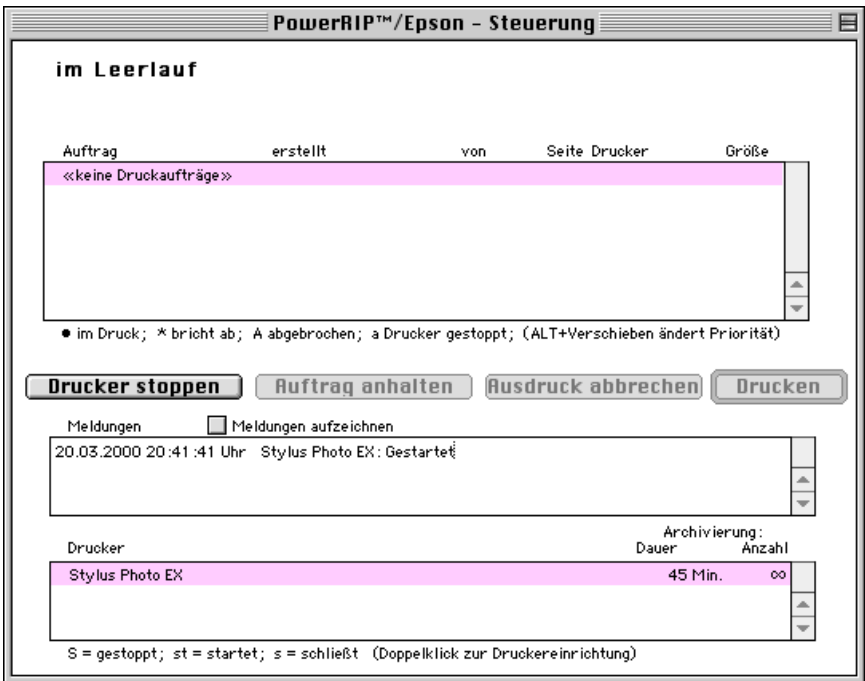 PowerRIP™/Epson - Steuerung
im Leerlauf
Auftrag erstellt von Seite Drucker Größe
«keine Druckaufträge»
● im Druck; * bricht ab; A abgebrochen; a Drucker gestoppt; (ALT+Verschieben ändert Priorität)
Drucker stoppen Auftrag anhalten Ausdruck abbrechen Drucken
Meldungen Meldungen aufzeichnen
20.03.2000 20:41:41 Uhr Stylus Photo EX: Gestartet
Archivierung:
Drucker Dauer Anzahl
Stylus Photo EX 45 Min. ∞
S = gestoppt; st = startet; s = schließt (Doppelklick zur Druckereinrichtung)